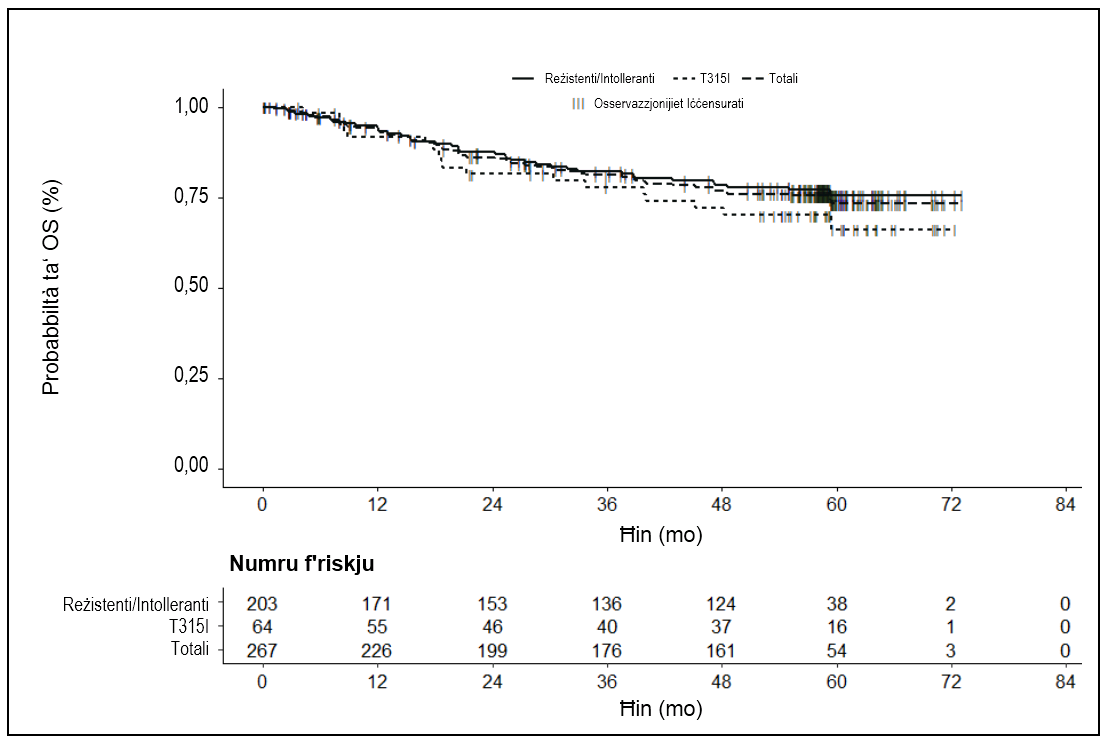 Reżistenti/Intolleranti T315I Totali
Osservazzjonijiet Iċċensurati
Probabbiltà ta‘ OS (%)
1,00
0,75
0,50
0,25
0,00
0 12 24 36 48 60 72 84
Ħin (mo)
Numru f'riskju
Reżistenti/Intolleranti 203 171 153 136 124 38 2 0
T315I 64 55 46 40 37 16 1 0
Totali 267 226 199 176 161 54 3 0
0 12 24 36 48 60 72 84
Ħin (mo)